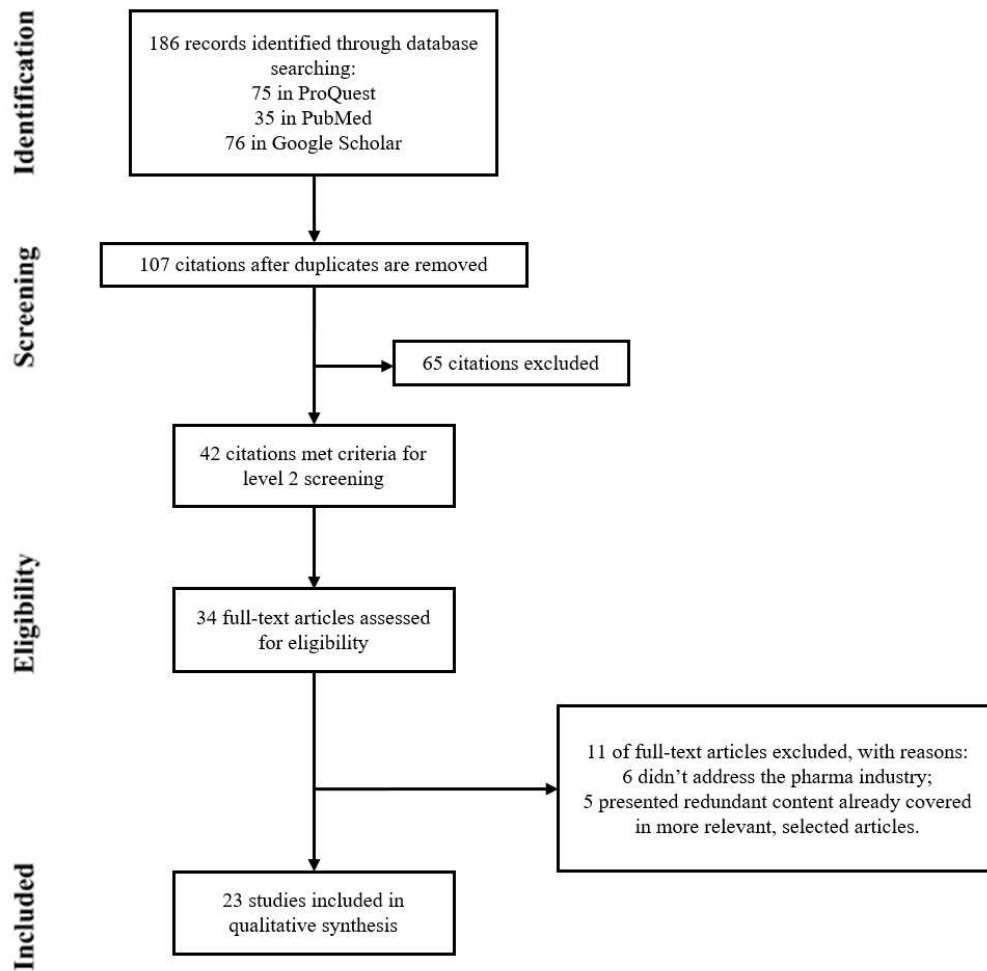 Identification
186 records identified through database
searching:
75 in ProQuest
35 in PubMed
76 in Google Scholar
Screening
107 citations after duplicates are removed
65 citations excluded
42 citations met criteria for
level 2 screening
Eligibility
34 full-text articles assessed
for eligibility
11 of full-text articles excluded, with reasons:
6 didn’t address the pharma industry;
5 presented redundant content already covered
in more relevant, selected articles.
Included
23 studies included in
qualitative synthesis